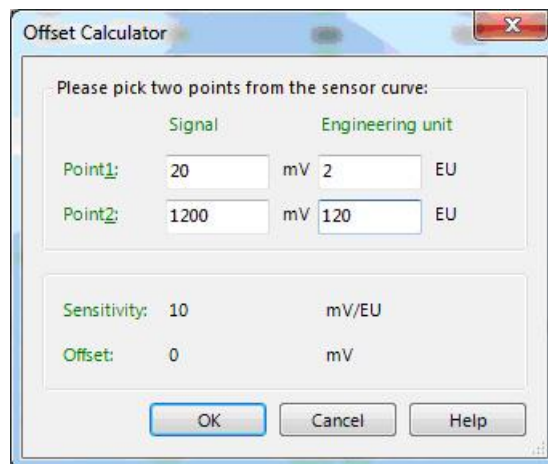 Offset Calculator
Please pick two points from the sensor curve:
Signal Engineering unit
Point1: 20 mV 2 EU
Point2: 1200 mV 120 EU
Sensitivity: 10 mV/EU
Offset: 0 mV
OK Cancel Help